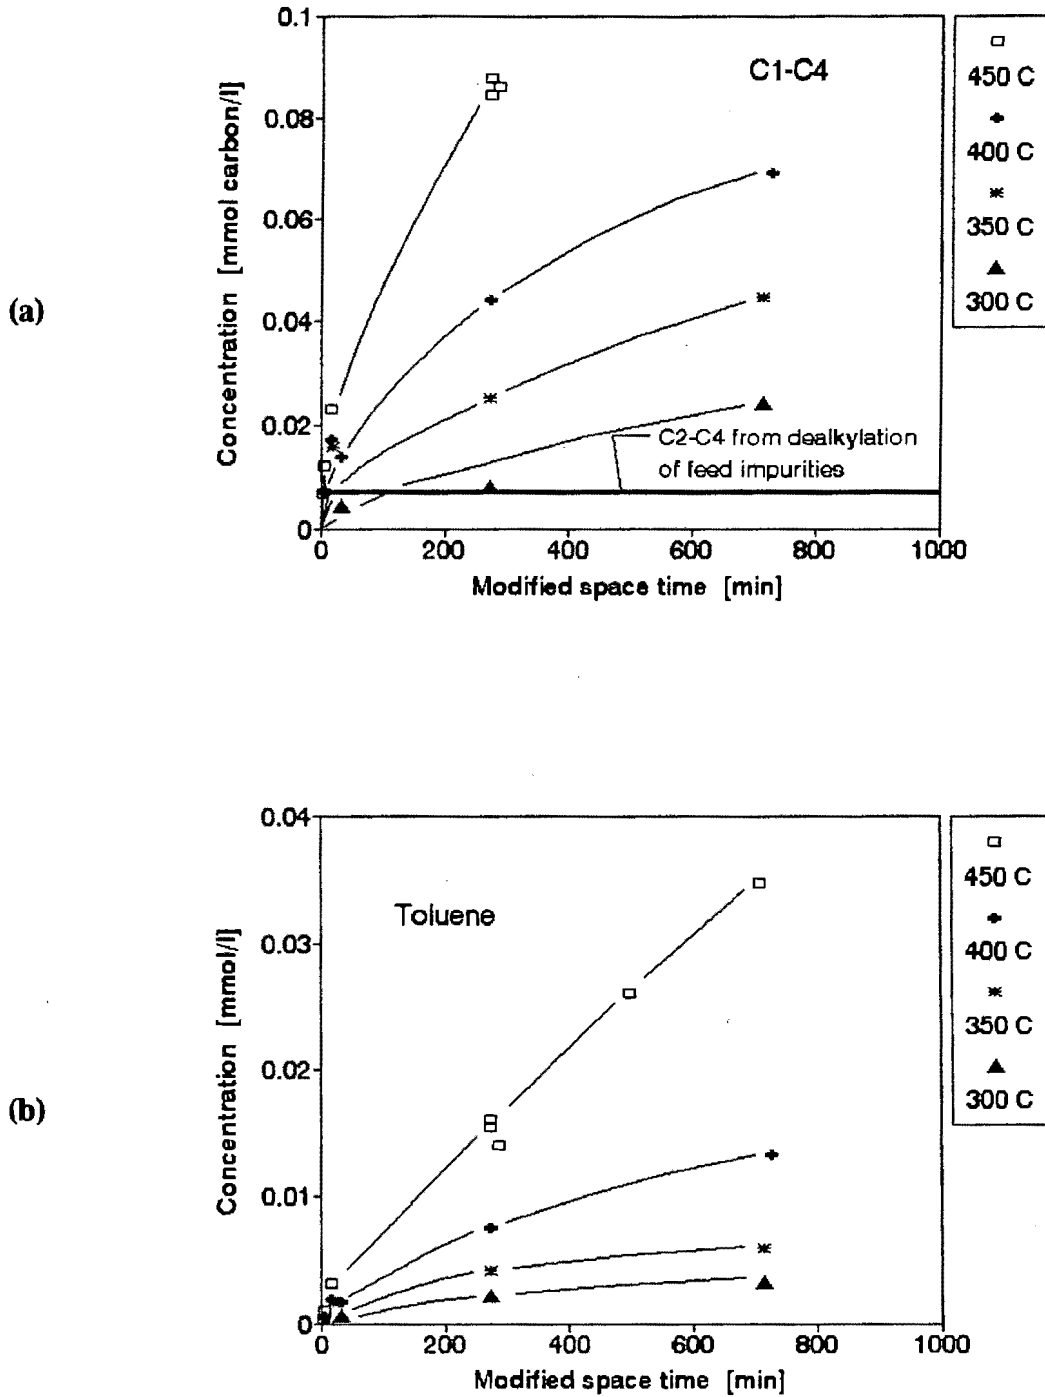 (a)
C1-C4
Concentration [mmol carbon/l]
0.1
0.08
0.06
0.04
0.02
0
0 200 400 600 800 1000
Modified space time [min]
C2-C4 from dealkylation
of feed impurities
450 C
400 C
350 C
300 C
(b)
Toluene
Concentration [mmol/l]
0.04
0.03
0.02
0.01
0
0 200 400 600 800 1000
Modified space time [min]
450 C
400 C
350 C
300 C